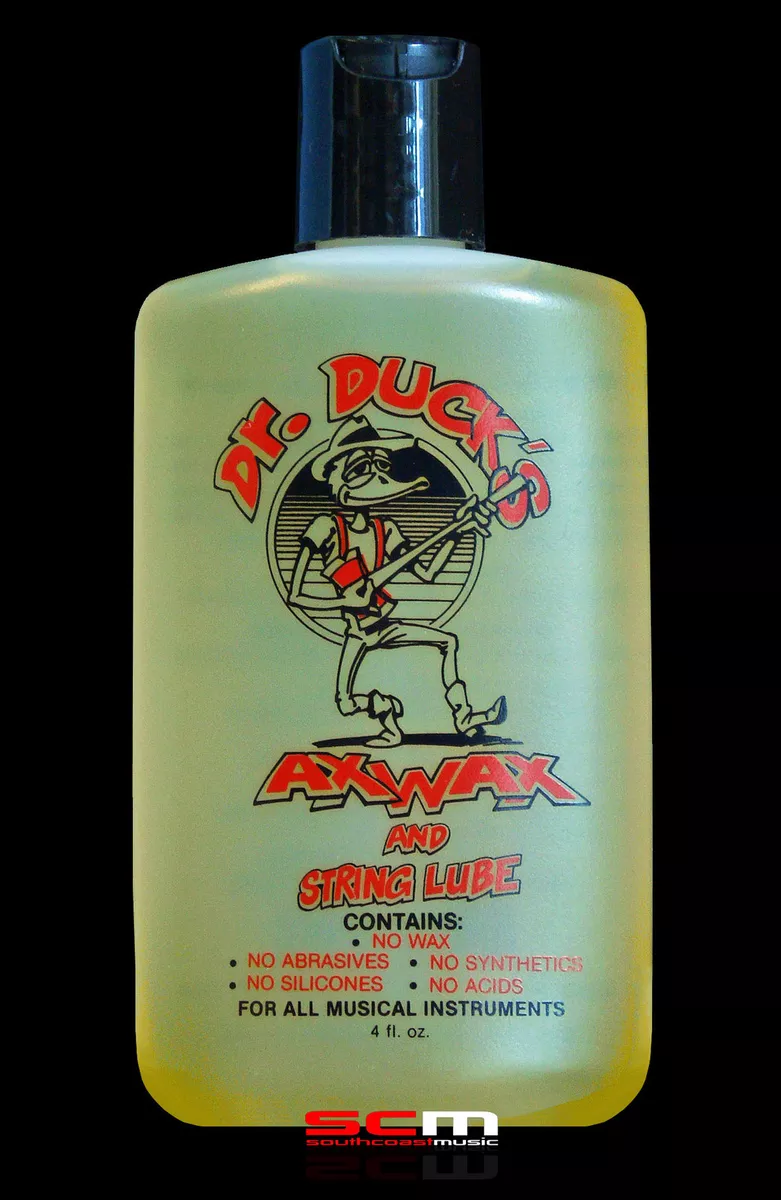 Dr. DUCK'S
AXWAX
AND
STRING LUBE
CONTAINS:
• NO WAX
• NO ABRASIVES • NO SYNTHETICS
• NO SILICONES • NO ACIDS
FOR ALL MUSICAL INSTRUMENTS
4 fl. oz.
SCM
southcoastmusic